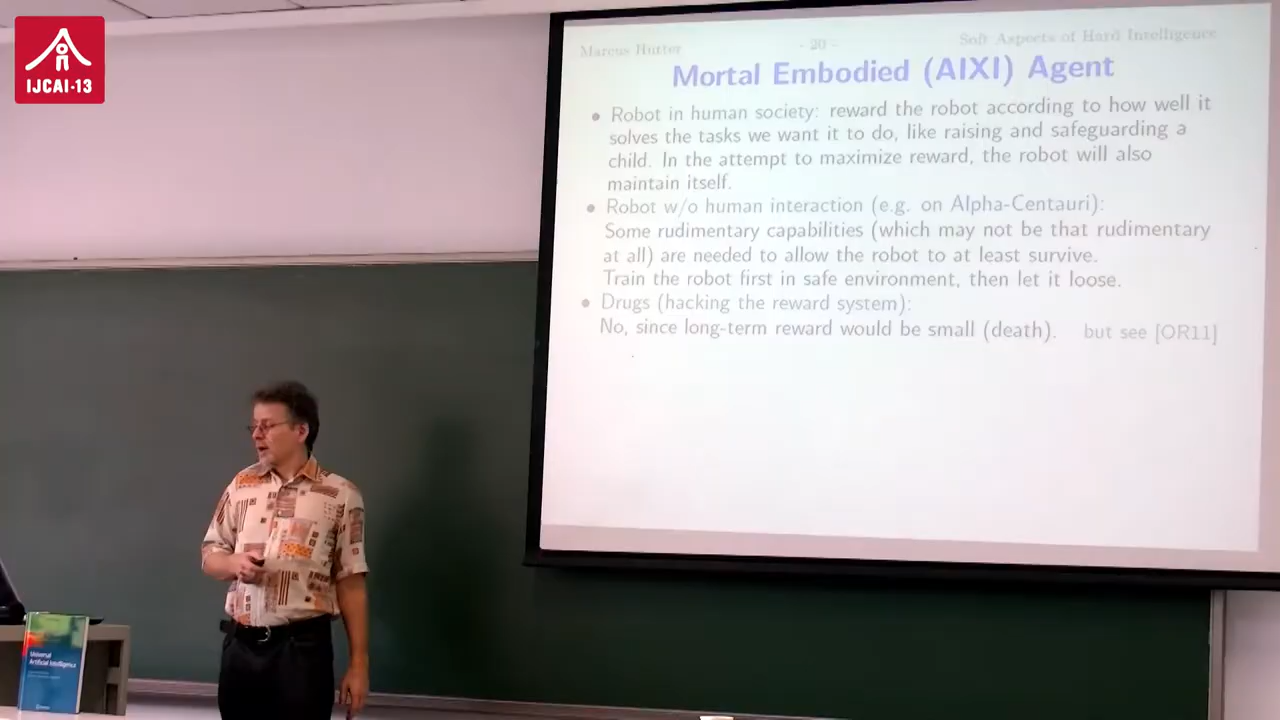 IJCAI-13
Marcus Hutter
- 20 -
Soft Aspects of Hard Intelligence
Mortal Embodied (AIXI) Agent
• Robot in human society: reward the robot according to how well it
solves the tasks we want it to do, like raising and safeguarding a
child. In the attempt to maximize reward, the robot will also
maintain itself.
• Robot w/o human interaction (e.g. on Alpha-Centauri):
Some rudimentary capabilities (which may not be that rudimentary
at all) are needed to allow the robot to at least survive.
Train the robot first in safe environment, then let it loose.
• Drugs (hacking the reward system):
No, since long-term reward would be small (death). but see [OR11]
Universal
Artificial Intelligence